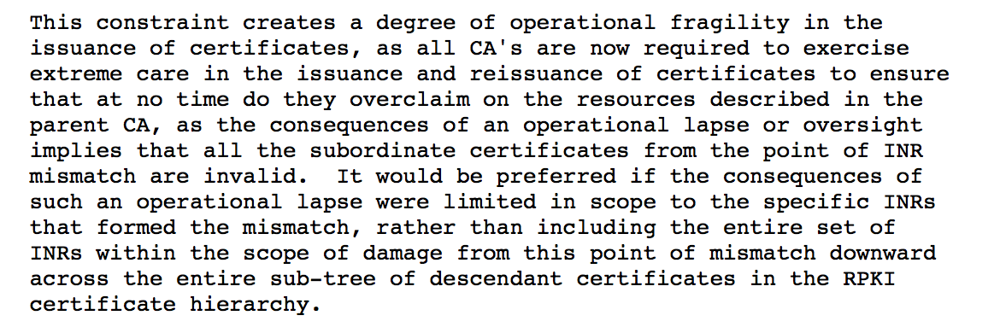 This constraint creates a degree of operational fragility in the
issuance of certificates, as all CA's are now required to exercise
extreme care in the issuance and reissuance of certificates to ensure
that at no time do they overclaim on the resources described in the
parent CA, as the consequences of an operational lapse or oversight
implies that all the subordinate certificates from the point of INR
mismatch are invalid.  It would be preferred if the consequences of
such an operational lapse were limited in scope to the specific INRs
that formed the mismatch, rather than including the entire set of
INRs within the scope of damage from this point of mismatch downward
across the entire sub-tree of descendant certificates in the RPKI
certificate hierarchy.